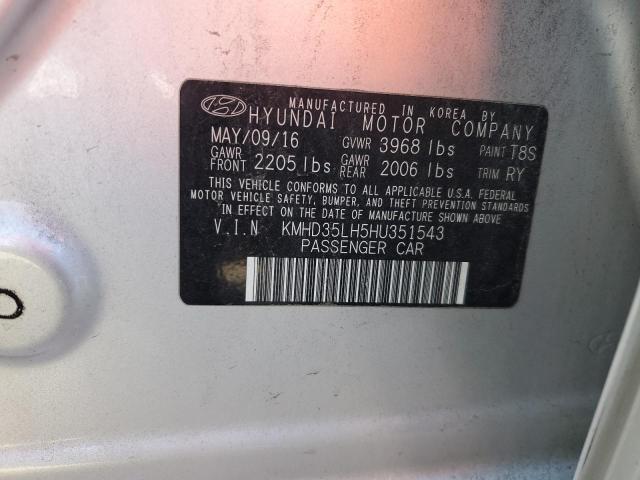 MANUFACTURED IN KOREA BY
HYUNDAI MOTOR COMPANY
MAY/09/16 GVWR 3968 lbs PAINT T8S
GAWR FRONT 2205 lbs GAWR REAR 2006 lbs TRIM RY
THIS VEHICLE CONFORMS TO ALL APPLICABLE U.S.A. FEDERAL
MOTOR VEHICLE SAFETY, BUMPER, AND THEFT PREVENTION STANDARDS
IN EFFECT ON THE DATE OF MANUFACTURE SHOWN ABOVE
V.I.N KMHD35LH5HU351543
PASSENGER CAR